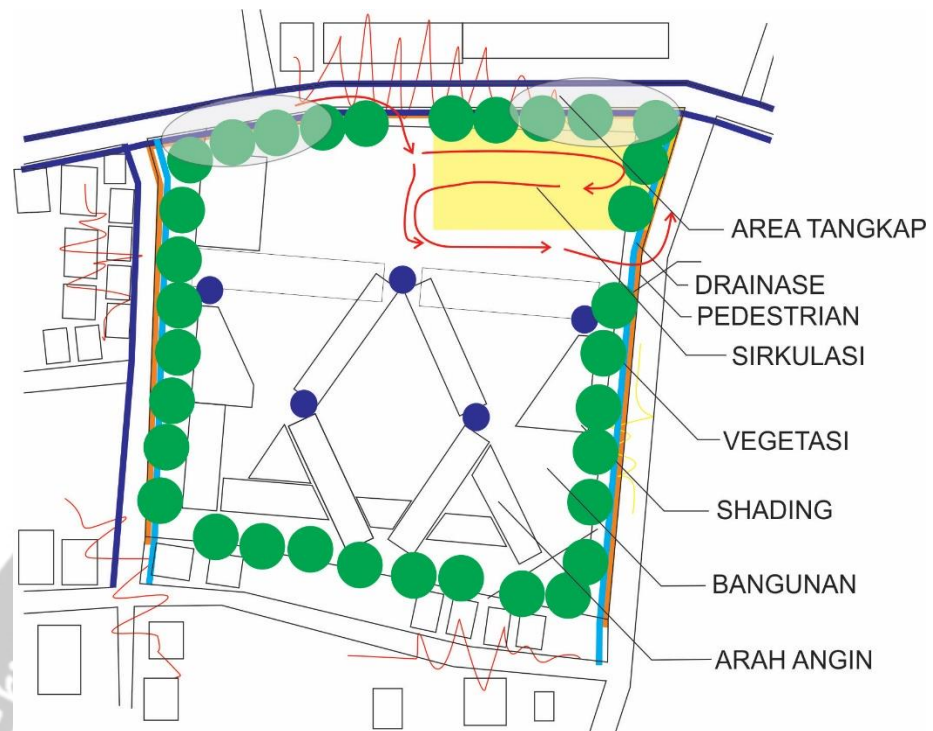 AREA TANGKAP
DRAINASE
PEDESTRIAN
SIRKULASI
VEGETASI
SHADING
BANGUNAN
ARAH ANGIN